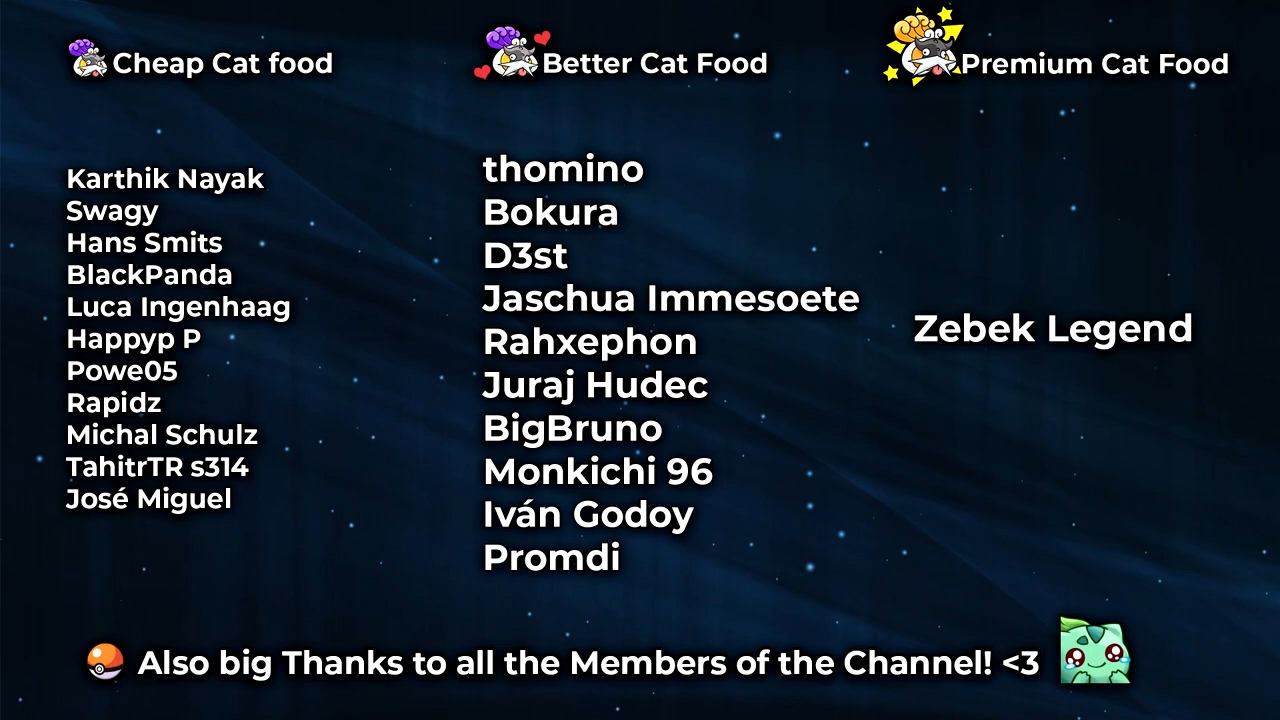 Cheap Cat food
Better Cat Food
Premium Cat Food
Karthik Nayak
Swagy
Hans Smits
BlackPanda
Luca Ingenhaag
Happyp P
Powe05
Rapidz
Michal Schulz
TahitrTR s314
José Miguel
thomino
Bokura
D3st
Jaschua Immesoete
Rahxephon
Juraj Hudec
BigBruno
Monkichi 96
Iván Godoy
Promdi
Zebek Legend
Also big Thanks to all the Members of the Channel! <3